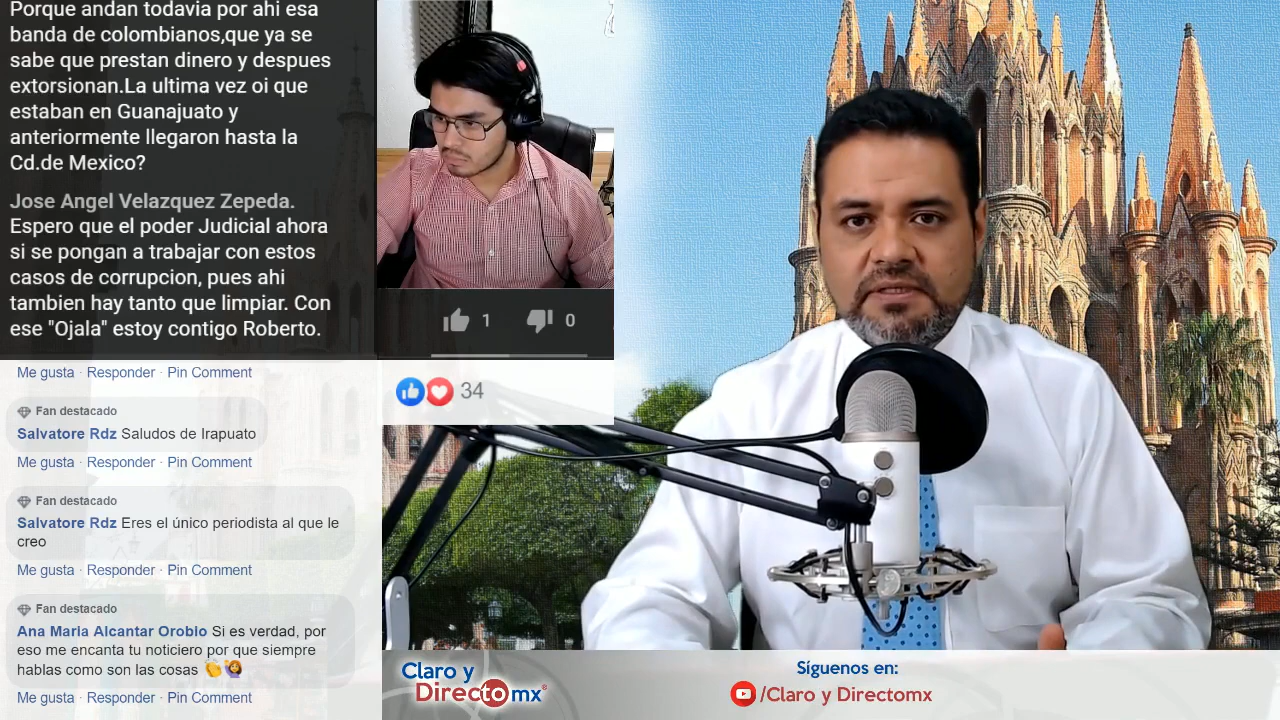 Porque andan todavia por ahi esa
banda de colombianos,que ya se
sabe que prestan dinero y despues
extorsionan.La ultima vez oi que
estaban en Guanajuato y
anteriormente llegaron hasta la
Cd.de Mexico?
Jose Angel Velazquez Zepeda.
Espero que el poder Judicial ahora
si se pongan a trabajar con estos
casos de corrupcion, pues ahi
tambien hay tanto que limpiar. Con
ese "Ojala" estoy contigo Roberto.
1
0
34
Me gusta · Responder · Pin Comment
Fan destacado
Salvatore Rdz Saludos de Irapuato
Me gusta · Responder · Pin Comment
Fan destacado
Salvatore Rdz Eres el único periodista al que le
creo
Me gusta · Responder · Pin Comment
Fan destacado
Ana Maria Alcantar Orobio Si es verdad, por
eso me encanta tu noticiero por que siempre
hablas como son las cosas 👏🤷‍♀️
Me gusta · Responder · Pin Comment
Claro y
Directomx®
Síguenos en:
/Claro y Directomx